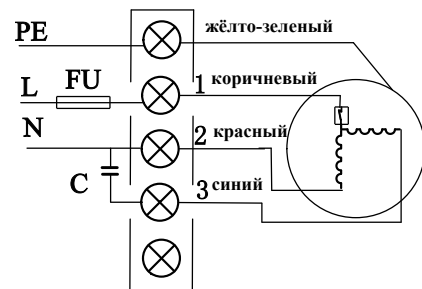 PE жёлто-зеленый
L FU 1 коричневый
N 2 красный
C 3 синий